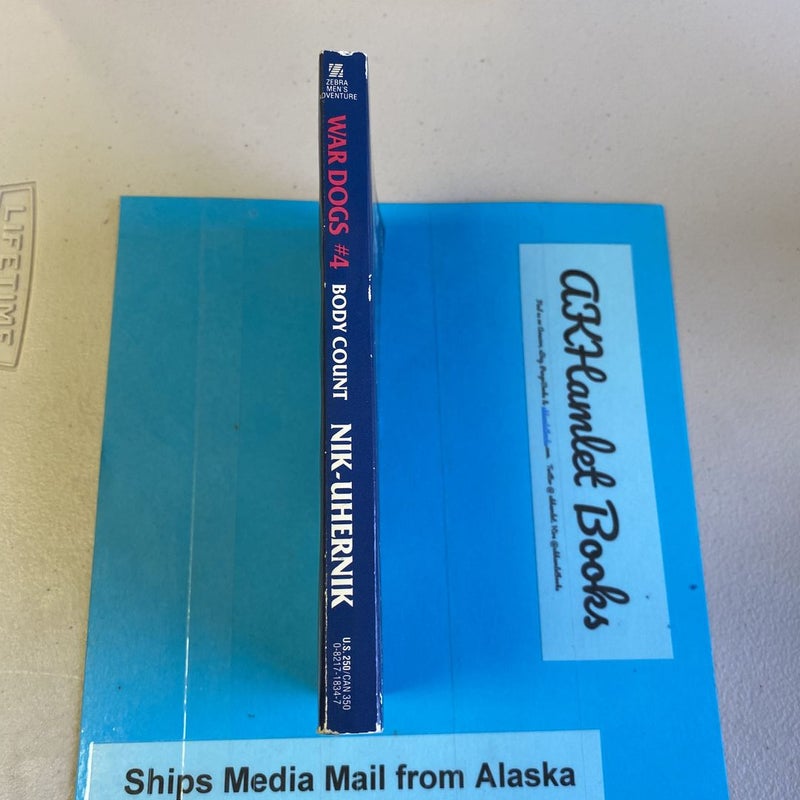 ZEBRA
MEN'S
ADVENTURE
WAR DOGS #4 BODY COUNT NIK-UHERNIK
U.S. 250/CAN 350
0-8217-1834-7
LIFETIME
AKHamlet Books
Ships Media Mail from Alaska